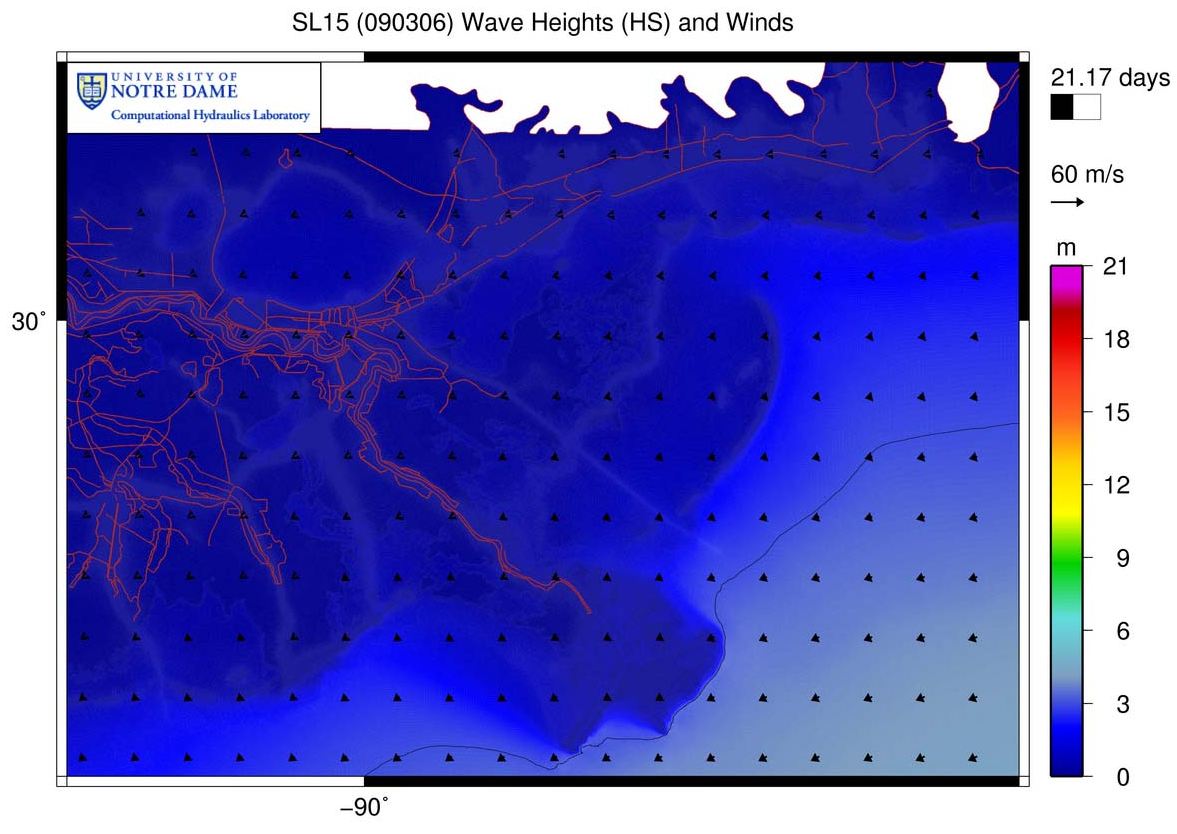 SL15 (090306) Wave Heights (HS) and Winds
UNIVERSITY OF
NOTRE DAME
Computational Hydraulics Laboratory
21.17 days
60 m/s
m
21
18
15
12
9
6
3
0
30°
−90°